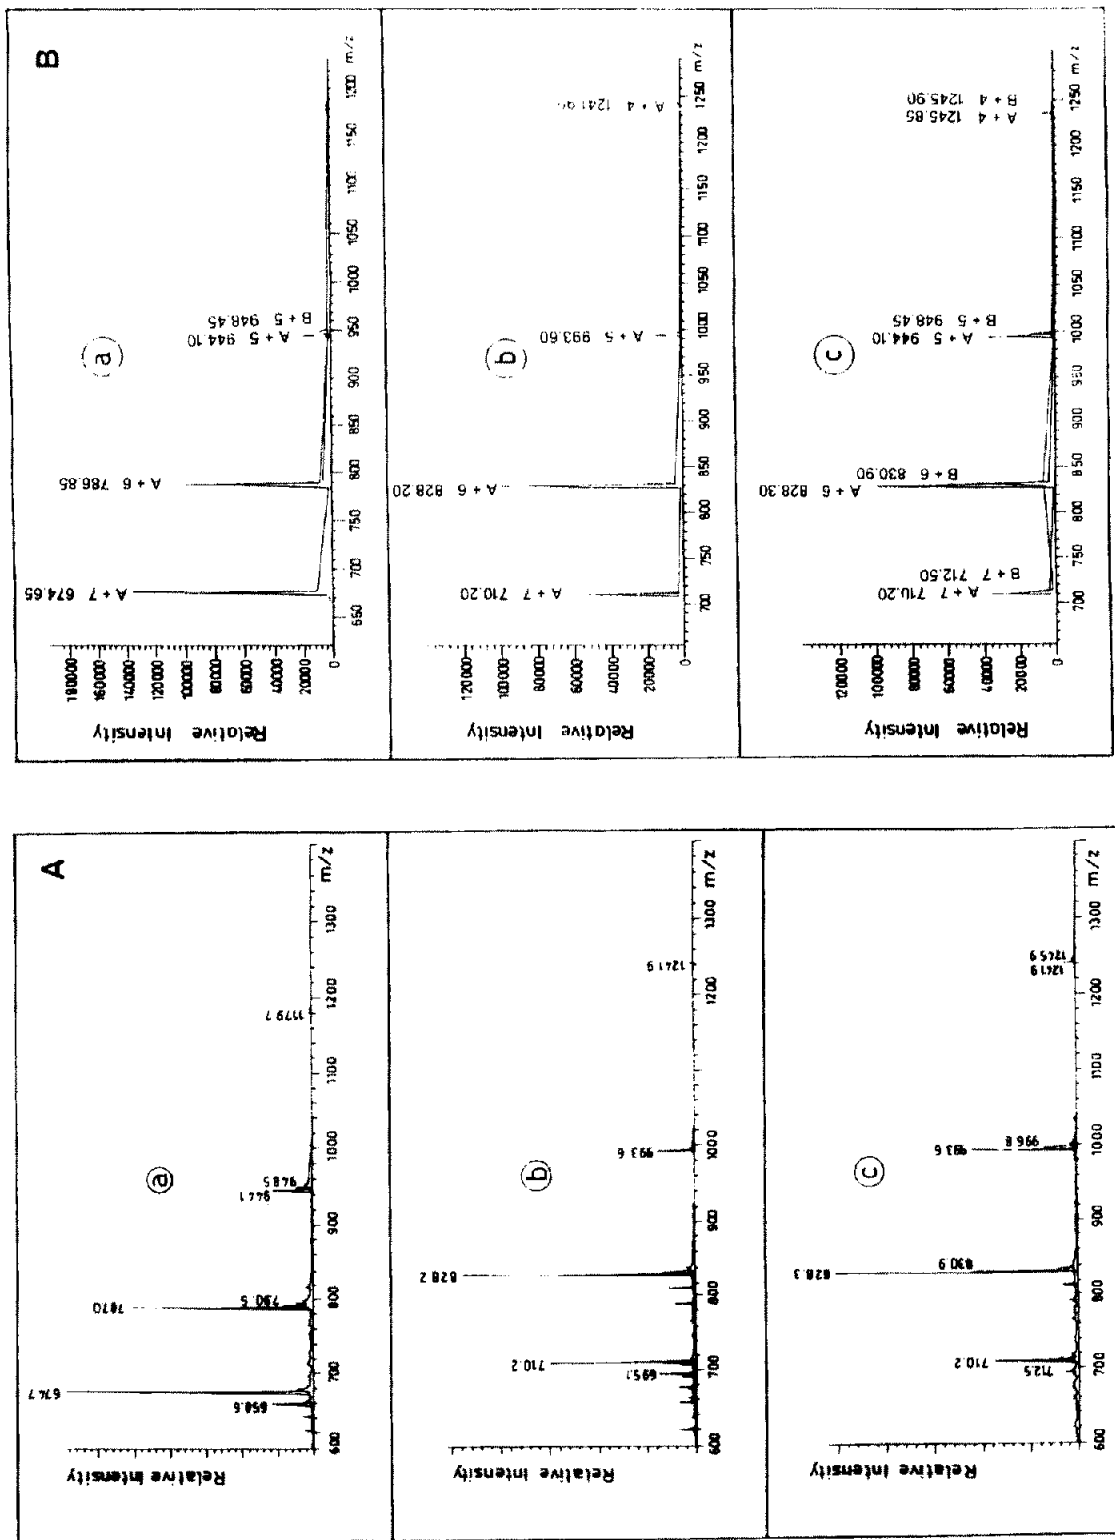 A
a
Relative Intensity
674.7
658.6
787.0
790.5
944.1
948.5
1179.7
600 700 800 900 1000 1100 1200 1300 m/z
b
Relative Intensity
710.2
695.1
828.2
993.6
1241.9
600 700 800 900 1000 1100 1200 1300 m/z
c
Relative Intensity
710.2
712.5
828.3
830.9
993.6
996.8
1241.9
1245.9
600 700 800 900 1000 1100 1200 1300 m/z
B
a
Relative Intensity
180000
160000
140000
120000
100000
80000
60000
40000
20000
0
A + 7 674.65
A + 6 786.85
A + 5 944.10
B + 5 948.45
650 700 750 800 850 900 950 1000 1050 1100 1150 1200 m/z
b
Relative Intensity
120000
100000
80000
60000
40000
20000
0
A + 7 710.20
A + 6 828.20
A + 5 993.60
A + 4
700 750 800 850 900 950 1000 1050 1100 1150 1200 1250 m/z
c
Relative Intensity
120000
100000
80000
60000
40000
20000
0
A + 7 710.20
B + 7 712.50
A + 6 828.30
B + 6 830.90
A + 5 944.10
B + 5 948.45
A + 4 1245.85
B + 4 1245.90
700 750 800 850 900 950 1000 1050 1100 1150 1200 1250 m/z